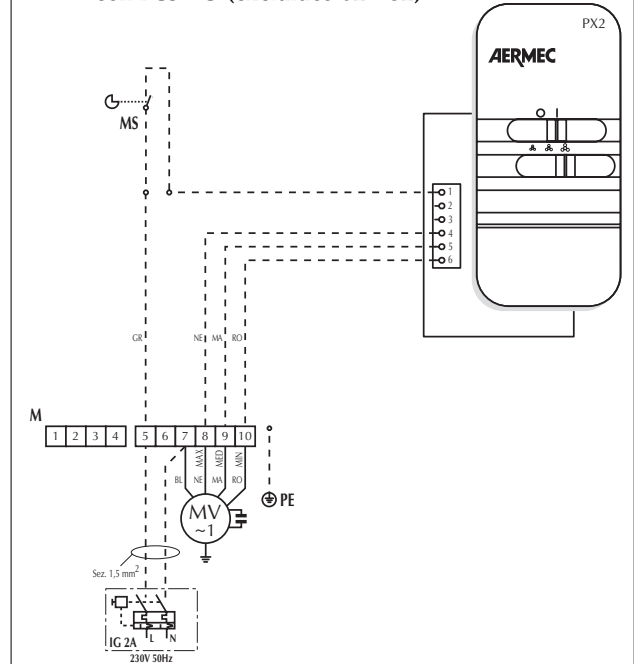 PX2
AERMEC
MS
1
2
3
4
5
6
GR NE MA RO
M
1 2 3 4 5 6 7 8 9 10
MAX MED MIN
BL NE MA RO
PE
MV
~1
Sez. 1,5 mm²
L N
IG 2A
230V 50Hz